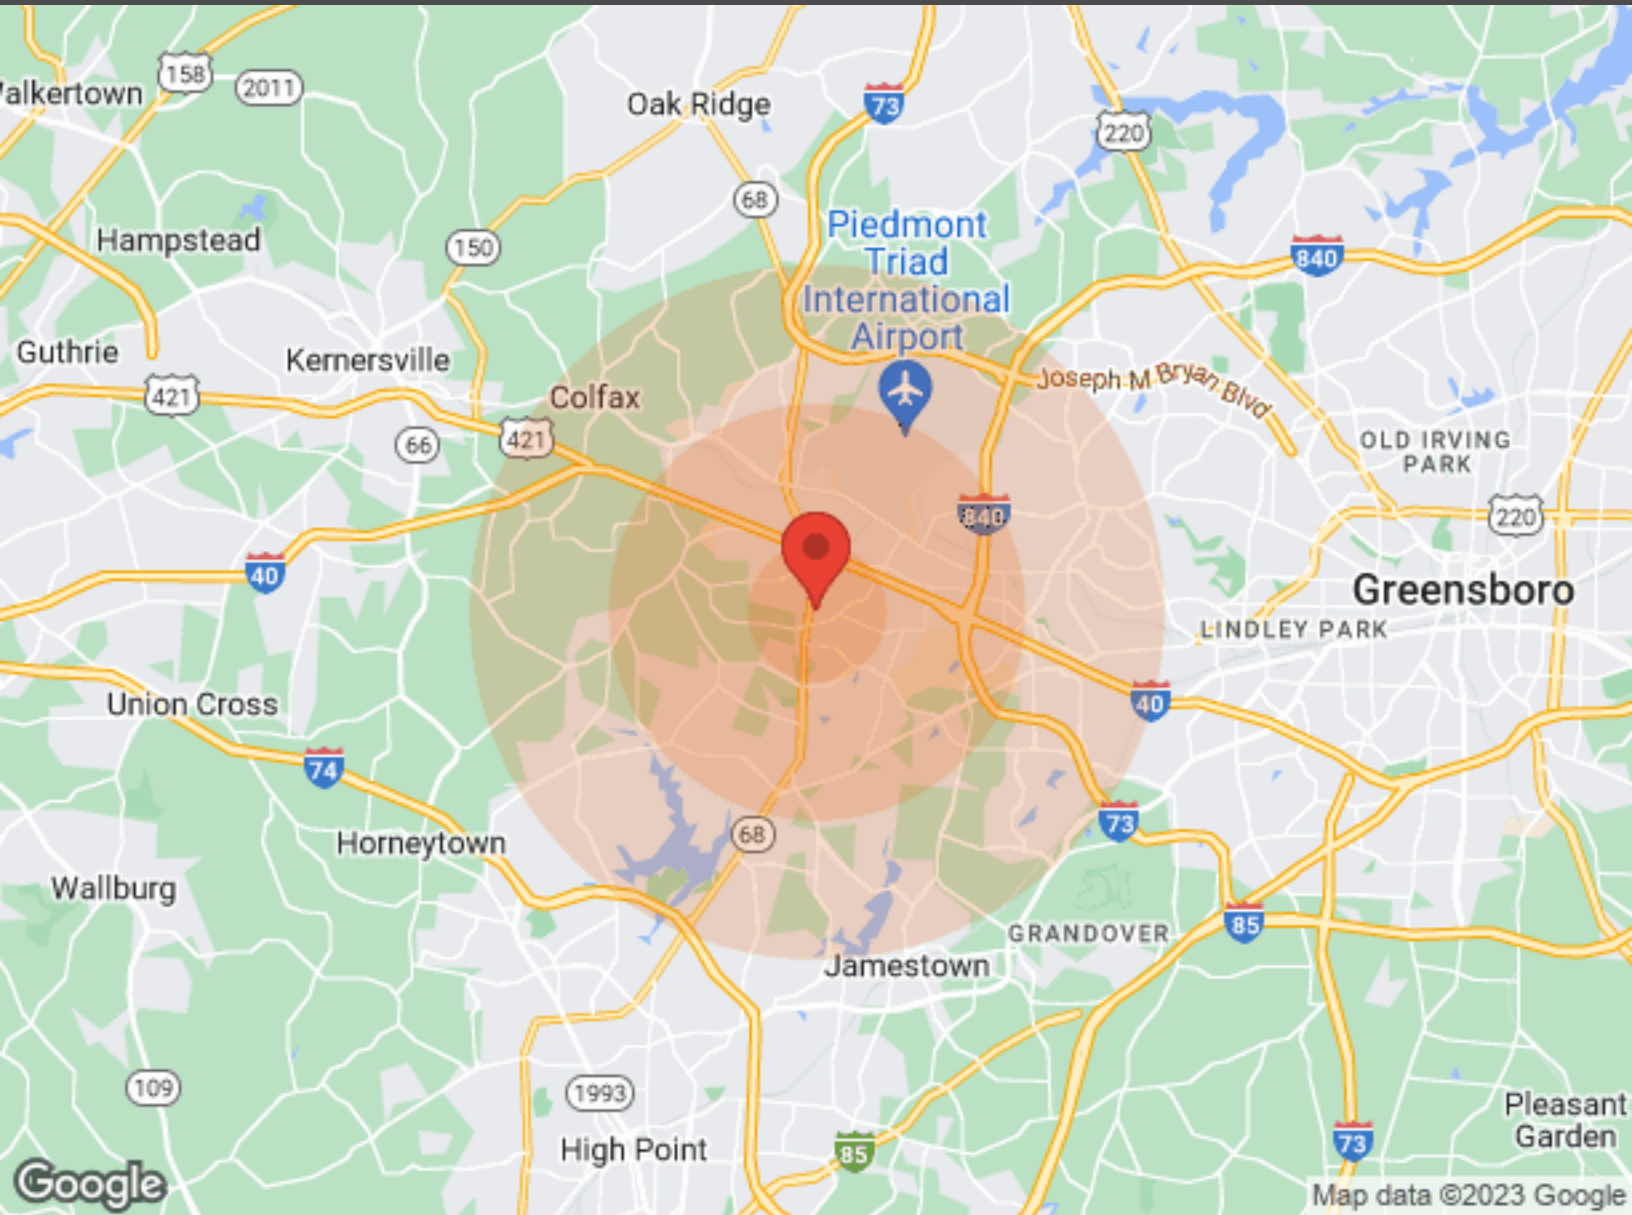 158
2011
Oak Ridge
73
220
68
Hampstead
150
Piedmont
Triad
International
Airport
840
Guthrie
Kernersville
421
Colfax
Joseph M Bryan Blvd
66
421
OLD IRVING
PARK
840
220
40
Greensboro
LINDLEY PARK
Union Cross
40
74
73
68
Horneytown
Wallburg
85
GRANDOVER
Jamestown
109
1993
High Point
85
Pleasant
Garden
73
Google
Map data ©2023 Google